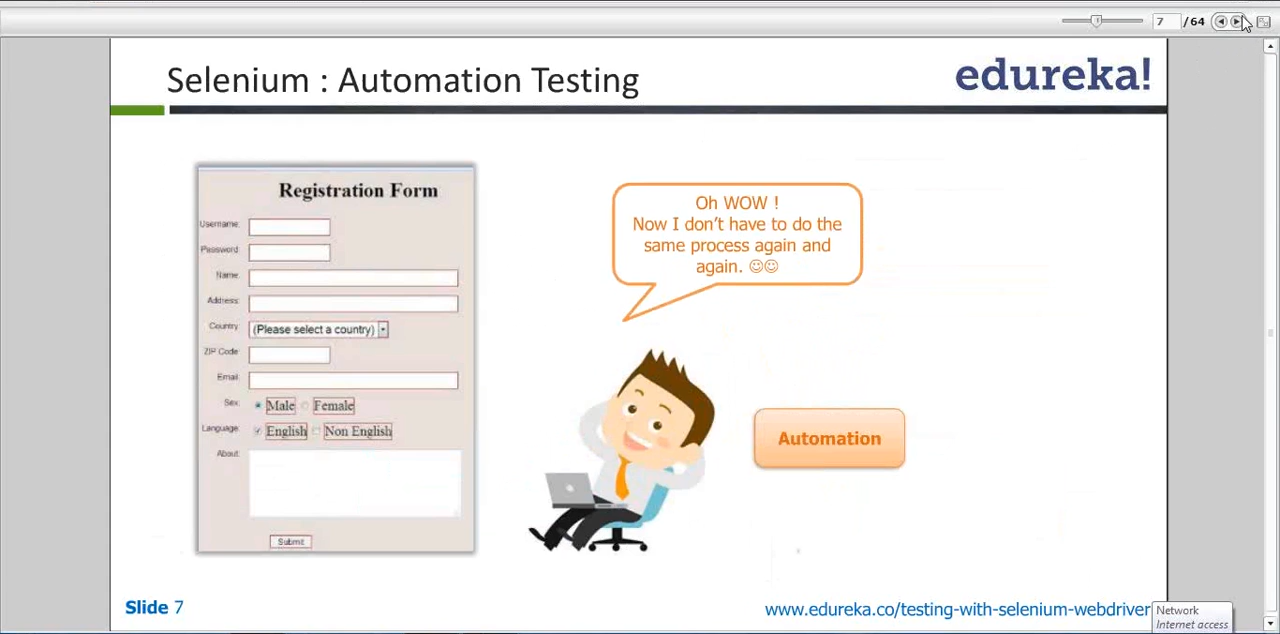 7 / 64
Selenium : Automation Testing
edureka!
Registration Form
Username:
Password:
Name:
Address:
Country: (Please select a country)
ZIP Code:
Email:
Sex: Male Female
Language: English Non English
About:
Submit
Oh WOW !
Now I don't have to do the
same process again and
again. ☺☺
Automation
Slide 7
www.edureka.co/testing-with-selenium-webdriver
Network
Internet access